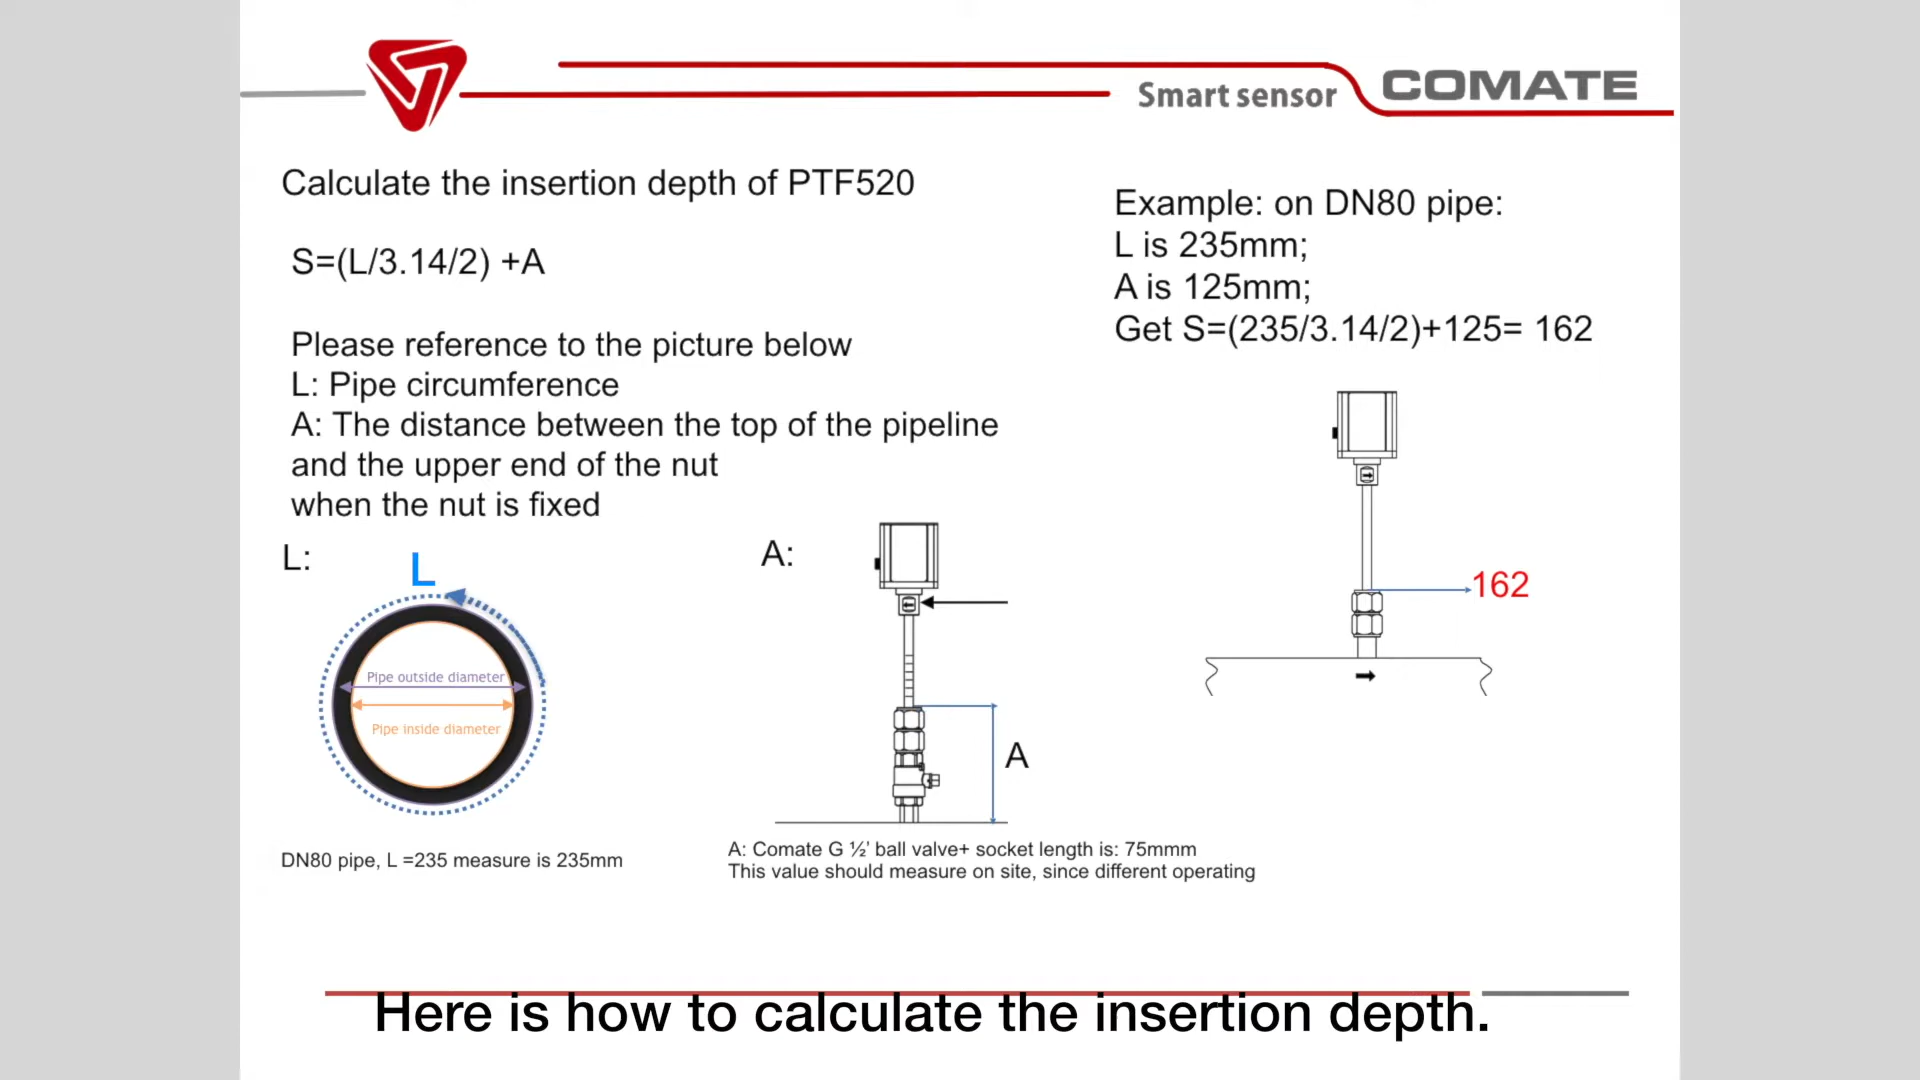 Smart sensor
COMATE
Calculate the insertion depth of PTF520
S=(L/3.14/2) +A
Please reference to the picture below
L: Pipe circumference
A: The distance between the top of the pipeline
and the upper end of the nut
when the nut is fixed
Example: on DN80 pipe:
L is 235mm;
A is 125mm;
Get S=(235/3.14/2)+125= 162
L:
L
Pipe outside diameter
Pipe inside diameter
DN80 pipe, L =235 measure is 235mm
A:
A
A: Comate G ½' ball valve+ socket length is: 75mmm
This value should measure on site, since different operating
162
Here is how to calculate the insertion depth.